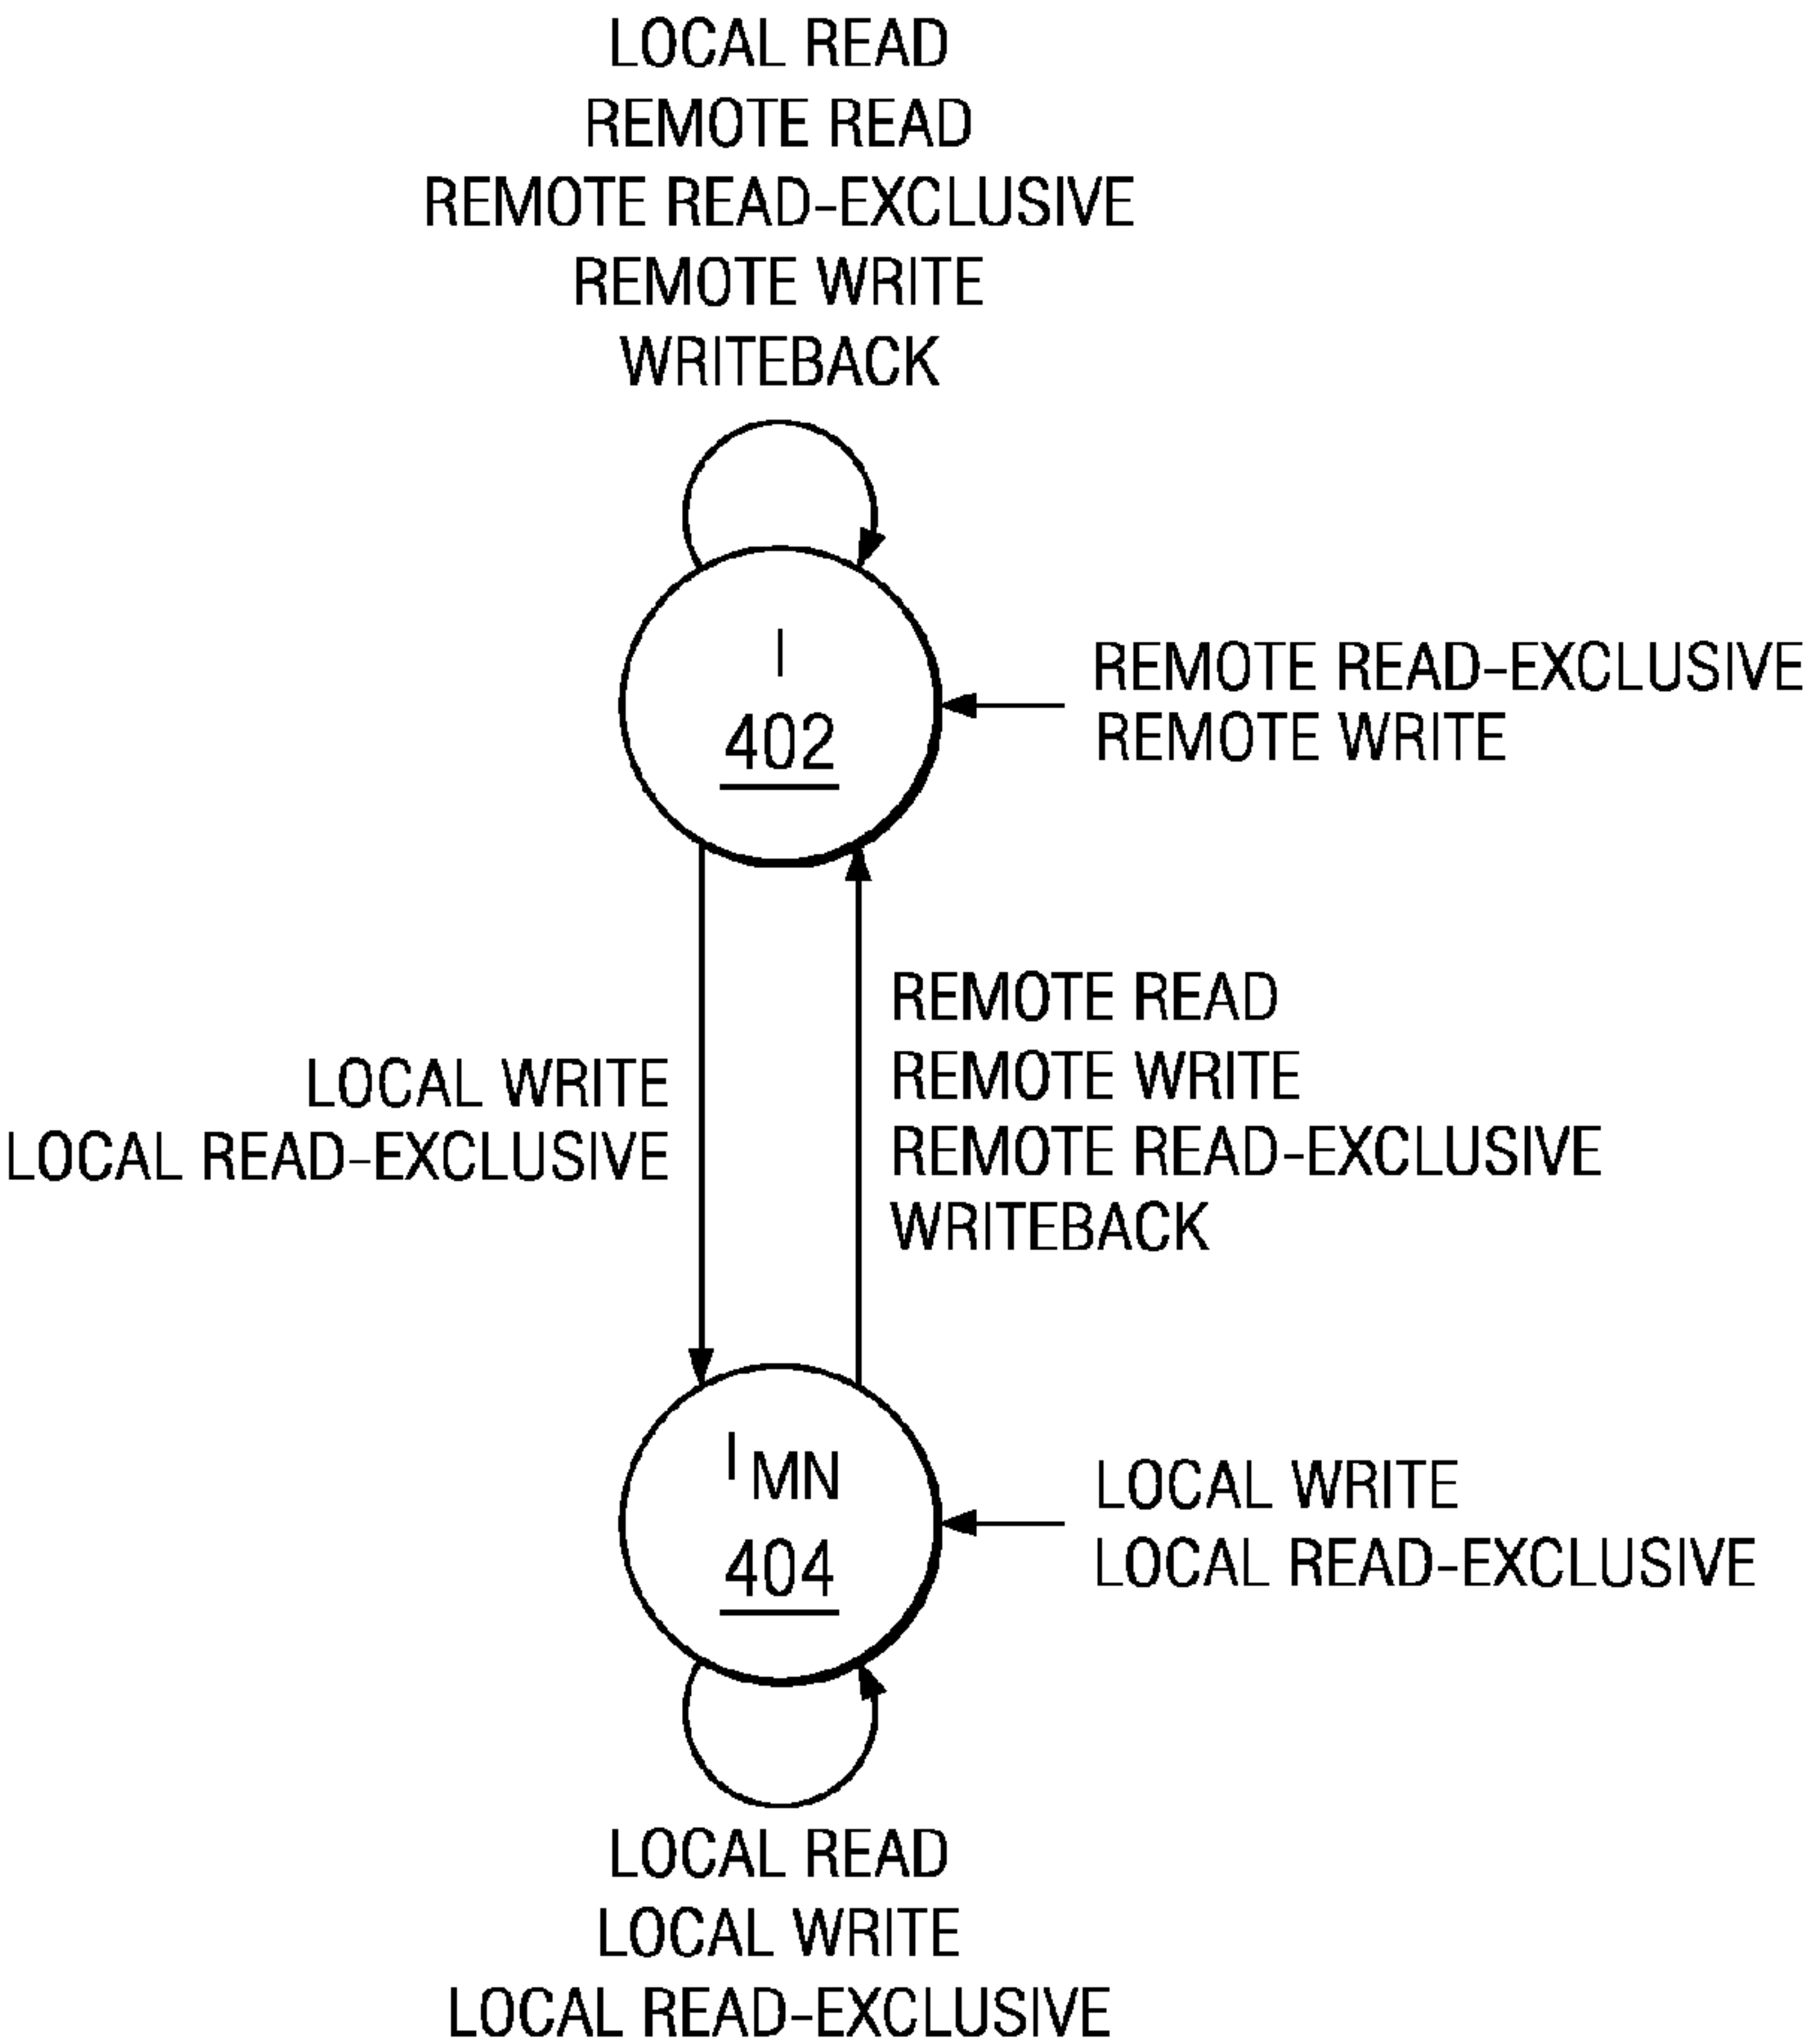 LOCAL READ
REMOTE READ
REMOTE READ-EXCLUSIVE
REMOTE WRITE
WRITEBACK
I
402
REMOTE READ-EXCLUSIVE
REMOTE WRITE
LOCAL WRITE
LOCAL READ-EXCLUSIVE
REMOTE READ
REMOTE WRITE
REMOTE READ-EXCLUSIVE
WRITEBACK
I MN
404
LOCAL WRITE
LOCAL READ-EXCLUSIVE
LOCAL READ
LOCAL WRITE
LOCAL READ-EXCLUSIVE